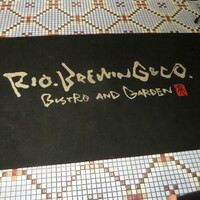 RIO. BREWING&CO.
BISTRO AND GARDEN